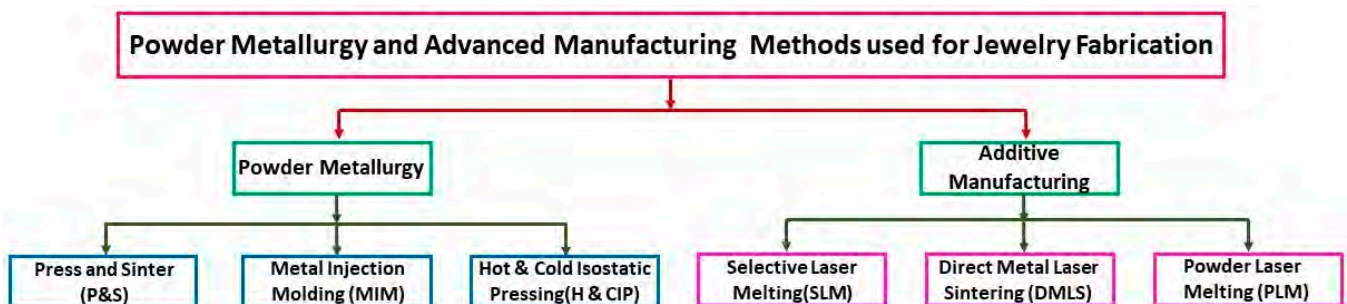 Powder Metallurgy and Advanced Manufacturing Methods used for Jewelry Fabrication
Powder Metallurgy
Additive
Manufacturing
Press and Sinter
(P&S)
Metal Injection
Molding (MIM)
Hot & Cold Isostatic
Pressing(H & CIP)
Selective Laser
Melting(SLM)
Direct Metal Laser
Sintering (DMLS)
Powder Laser
Melting (PLM)